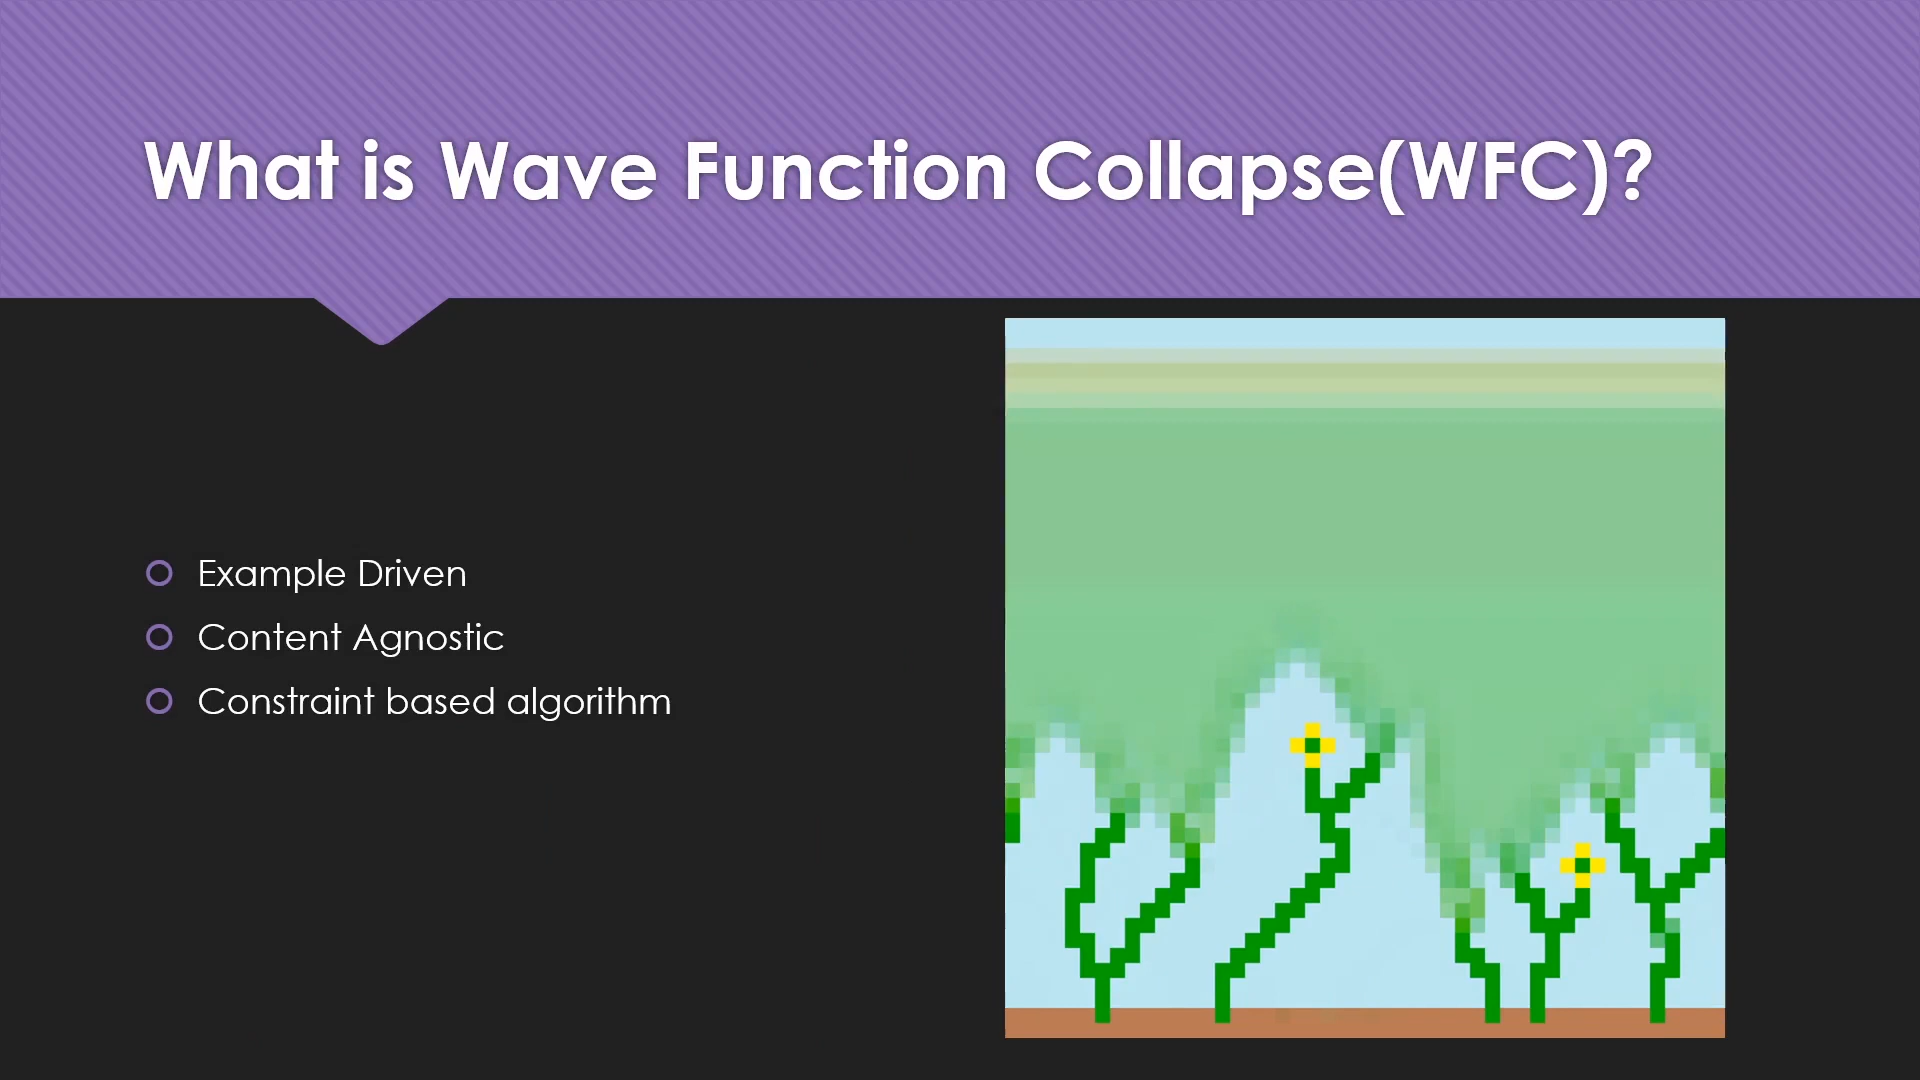 What is Wave Function Collapse(WFC)?
Example Driven
Content Agnostic
Constraint based algorithm